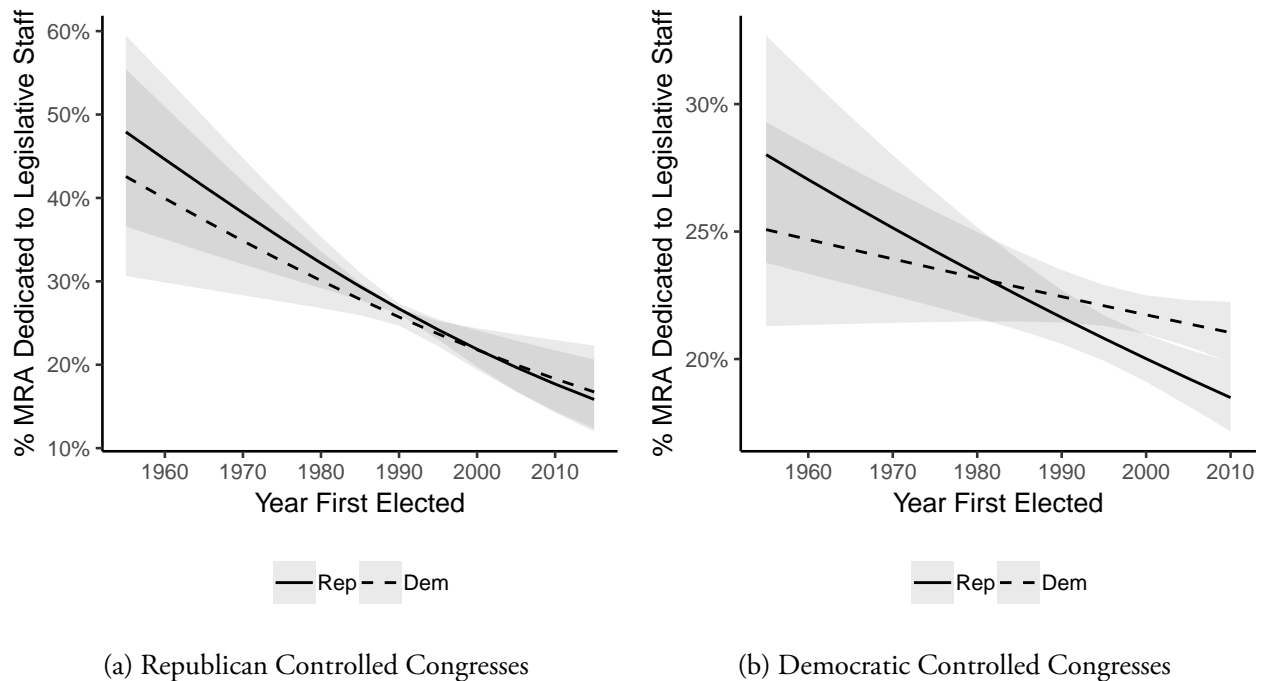 % MRA Dedicated to Legislative Staff
60%
50%
40%
30%
20%
10%
1960 1970 1980 1990 2000 2010
Year First Elected
Rep Dem
(a) Republican Controlled Congresses
% MRA Dedicated to Legislative Staff
30%
25%
20%
1960 1970 1980 1990 2000 2010
Year First Elected
Rep Dem
(b) Democratic Controlled Congresses